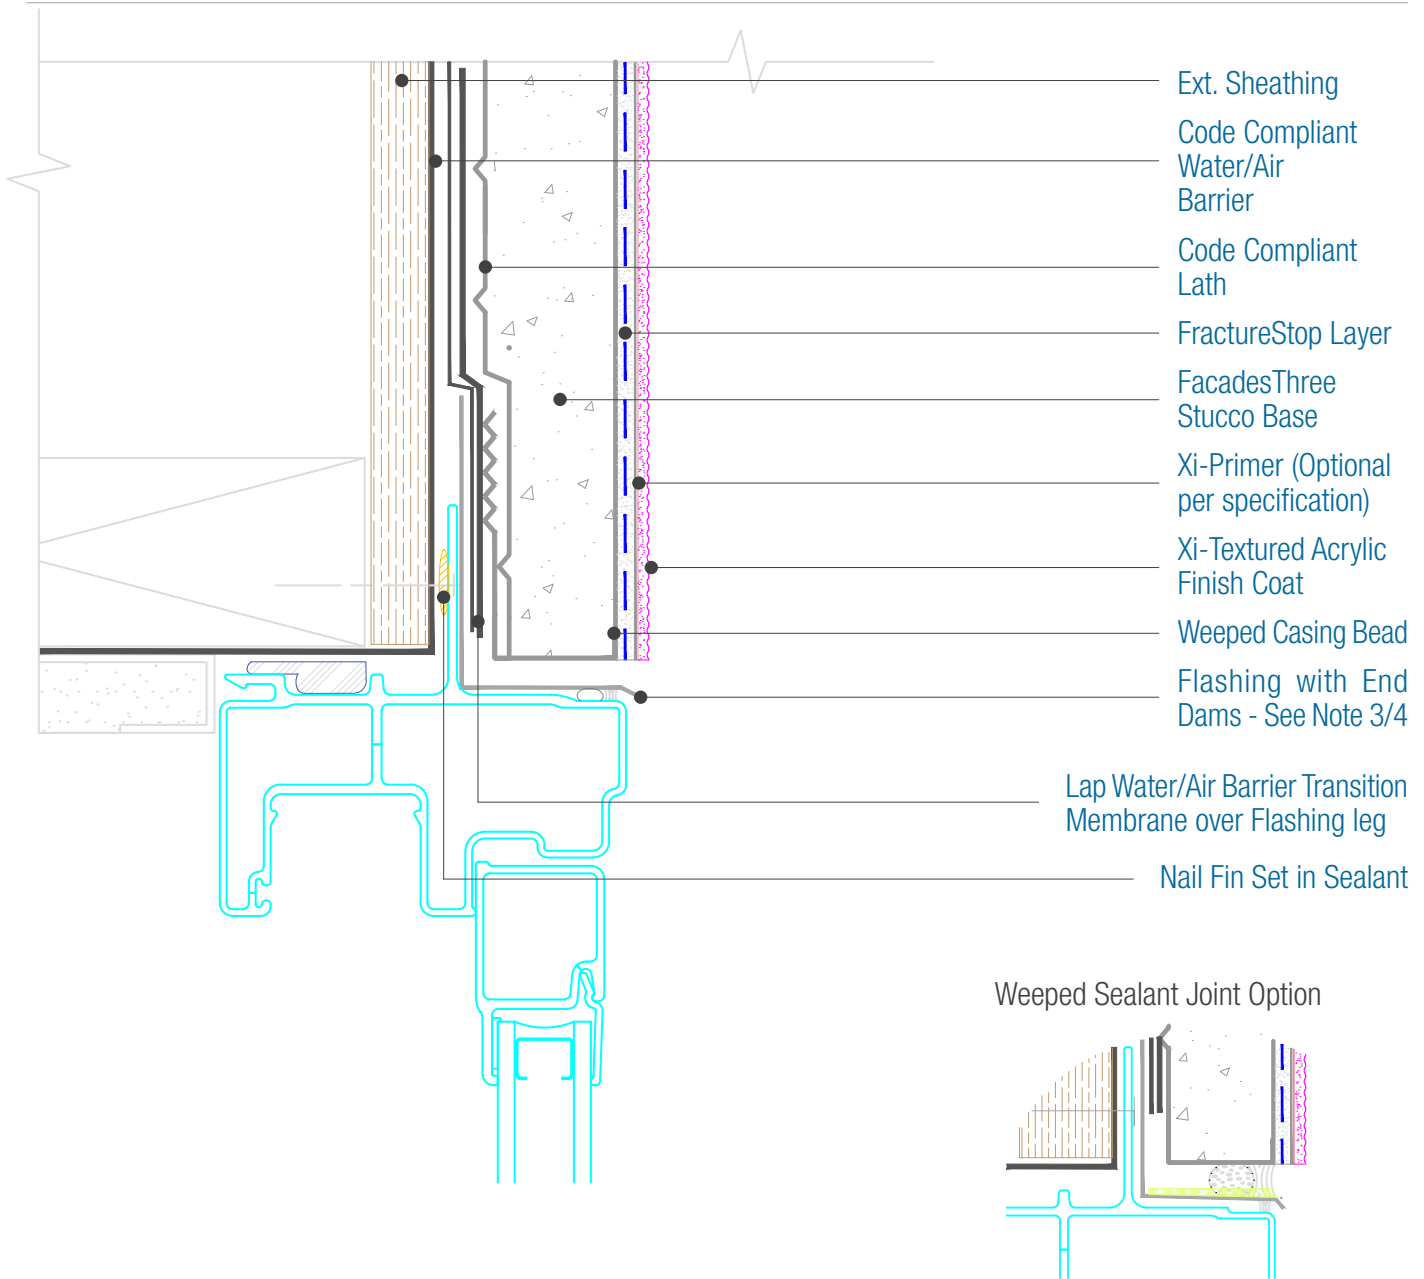 Ext. Sheathing
Code Compliant
Water/Air
Barrier
Code Compliant
Lath
FractureStop Layer
FacadesThree
Stucco Base
Xi-Primer (Optional
per specification)
Xi-Textured Acrylic
Finish Coat
Weeped Casing Bead
Flashing with End
Dams - See Note 3/4
Lap Water/Air Barrier Transition
Membrane over Flashing leg
Nail Fin Set in Sealant
Weeped Sealant Joint Option